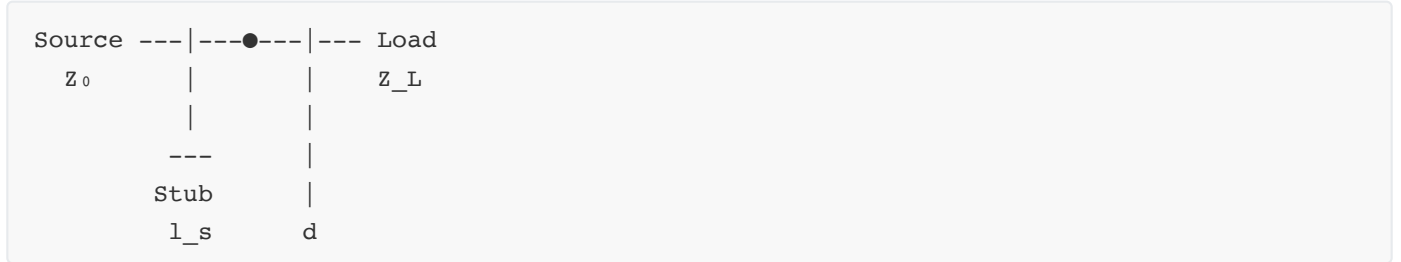 Source ---|---●---|--- Load
  Z₀      |       |    Z_L
          |       |
         ---      |
        Stub      |
         l_s      d